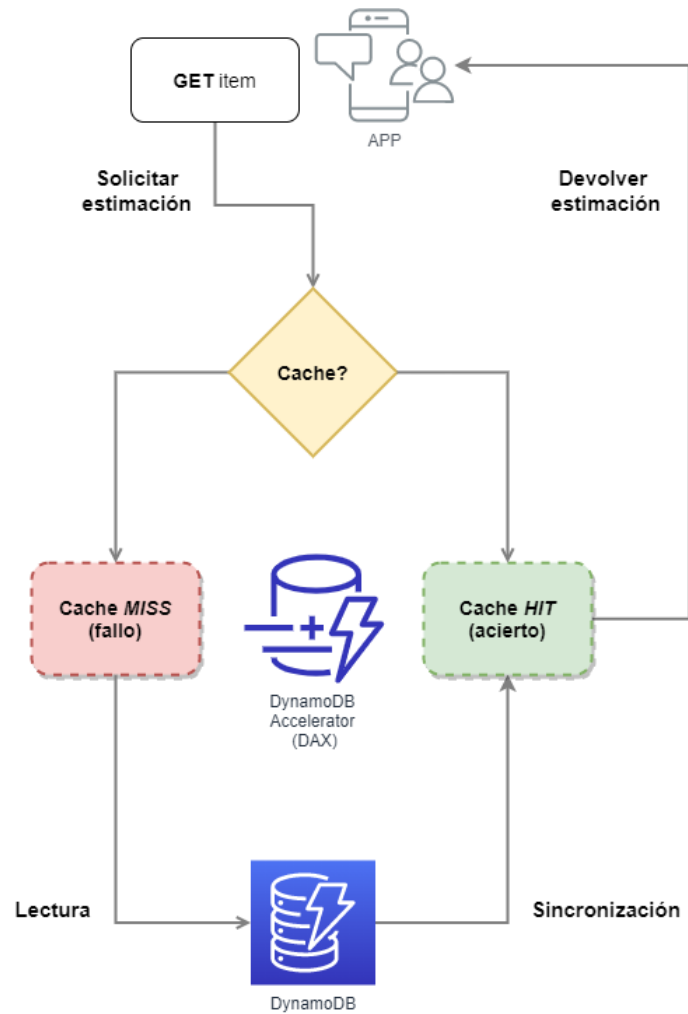 GET item
APP
Solicitar
estimación
Devolver
estimación
Cache?
Cache MISS
(fallo)
Cache HIT
(acierto)
DynamoDB
Accelerator
(DAX)
Lectura
Sincronización
DynamoDB